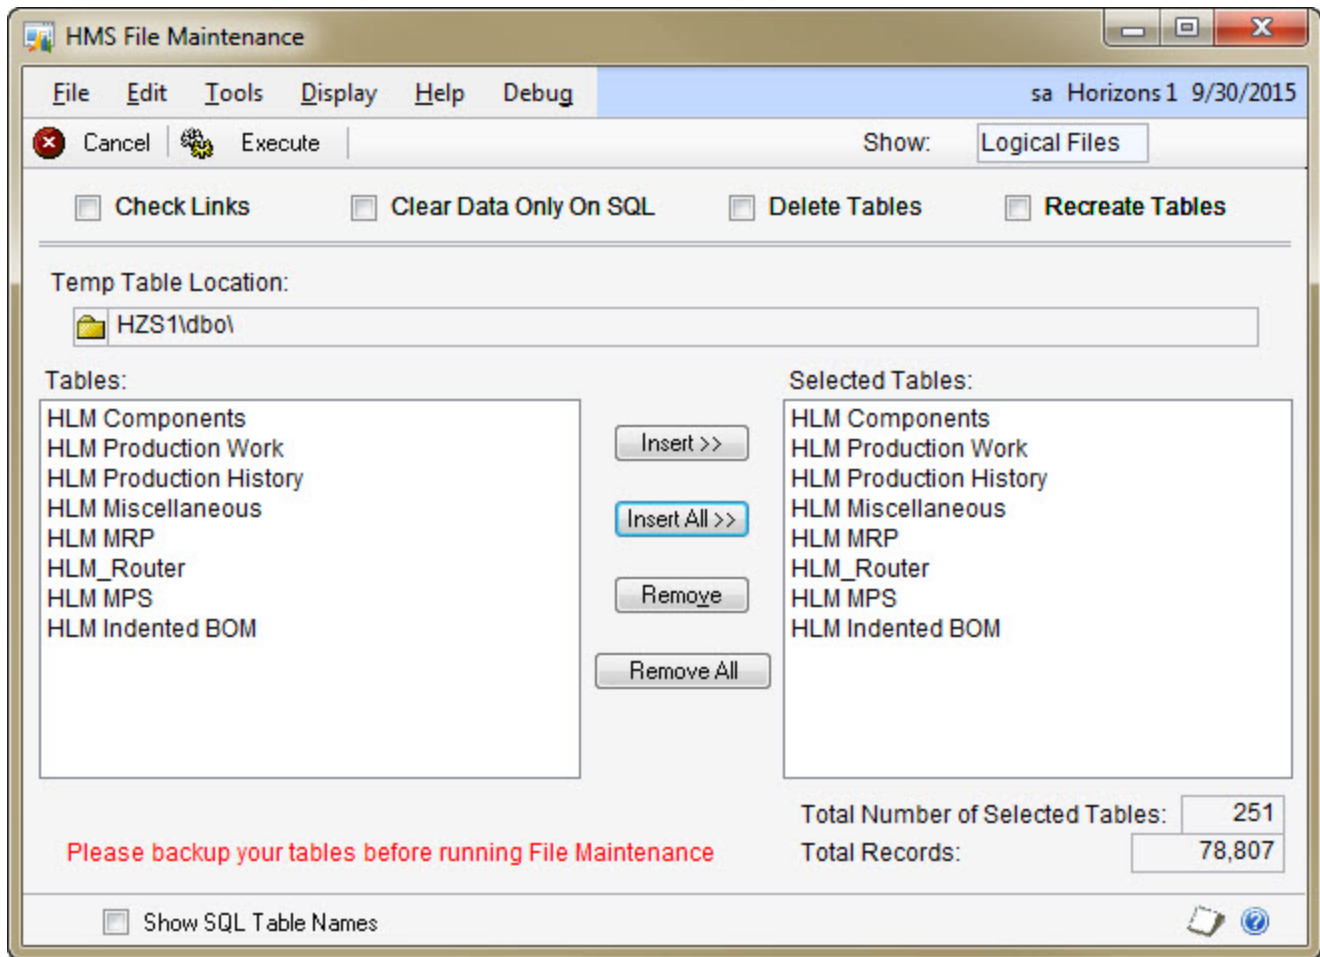 HMS File Maintenance
File Edit Tools Display Help Debug sa Horizons 1 9/30/2015
Cancel Execute Show: Logical Files
Check Links Clear Data Only On SQL Delete Tables Recreate Tables
Temp Table Location:
HZS1\dbo\
Tables:
HLM Components
HLM Production Work
HLM Production History
HLM Miscellaneous
HLM MRP
HLM_Router
HLM MPS
HLM Indented BOM
Insert >>
Insert All >>
Remove
Remove All
Selected Tables:
HLM Components
HLM Production Work
HLM Production History
HLM Miscellaneous
HLM MRP
HLM_Router
HLM MPS
HLM Indented BOM
Total Number of Selected Tables: 251
Please backup your tables before running File Maintenance
Total Records: 78,807
Show SQL Table Names